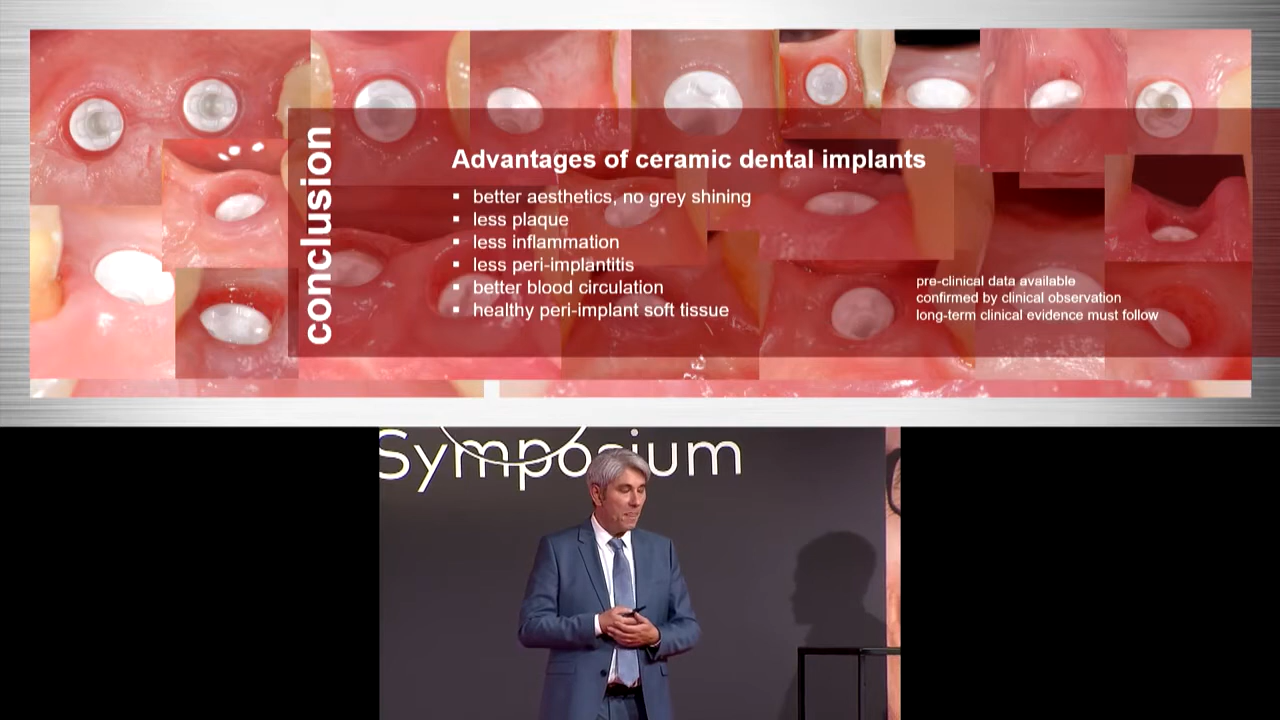 conclusion
Advantages of ceramic dental implants
▪ better aesthetics, no grey shining
▪ less plaque
▪ less inflammation
▪ less peri-implantitis
▪ better blood circulation
▪ healthy peri-implant soft tissue
pre-clinical data available
confirmed by clinical observation
long-term clinical evidence must follow
Symposium